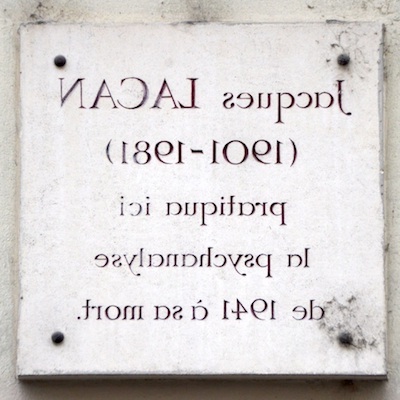 Jacques LACAN
(1901-1981)
pratiqua ici
la psychanalyse
de 1941 à sa mort.